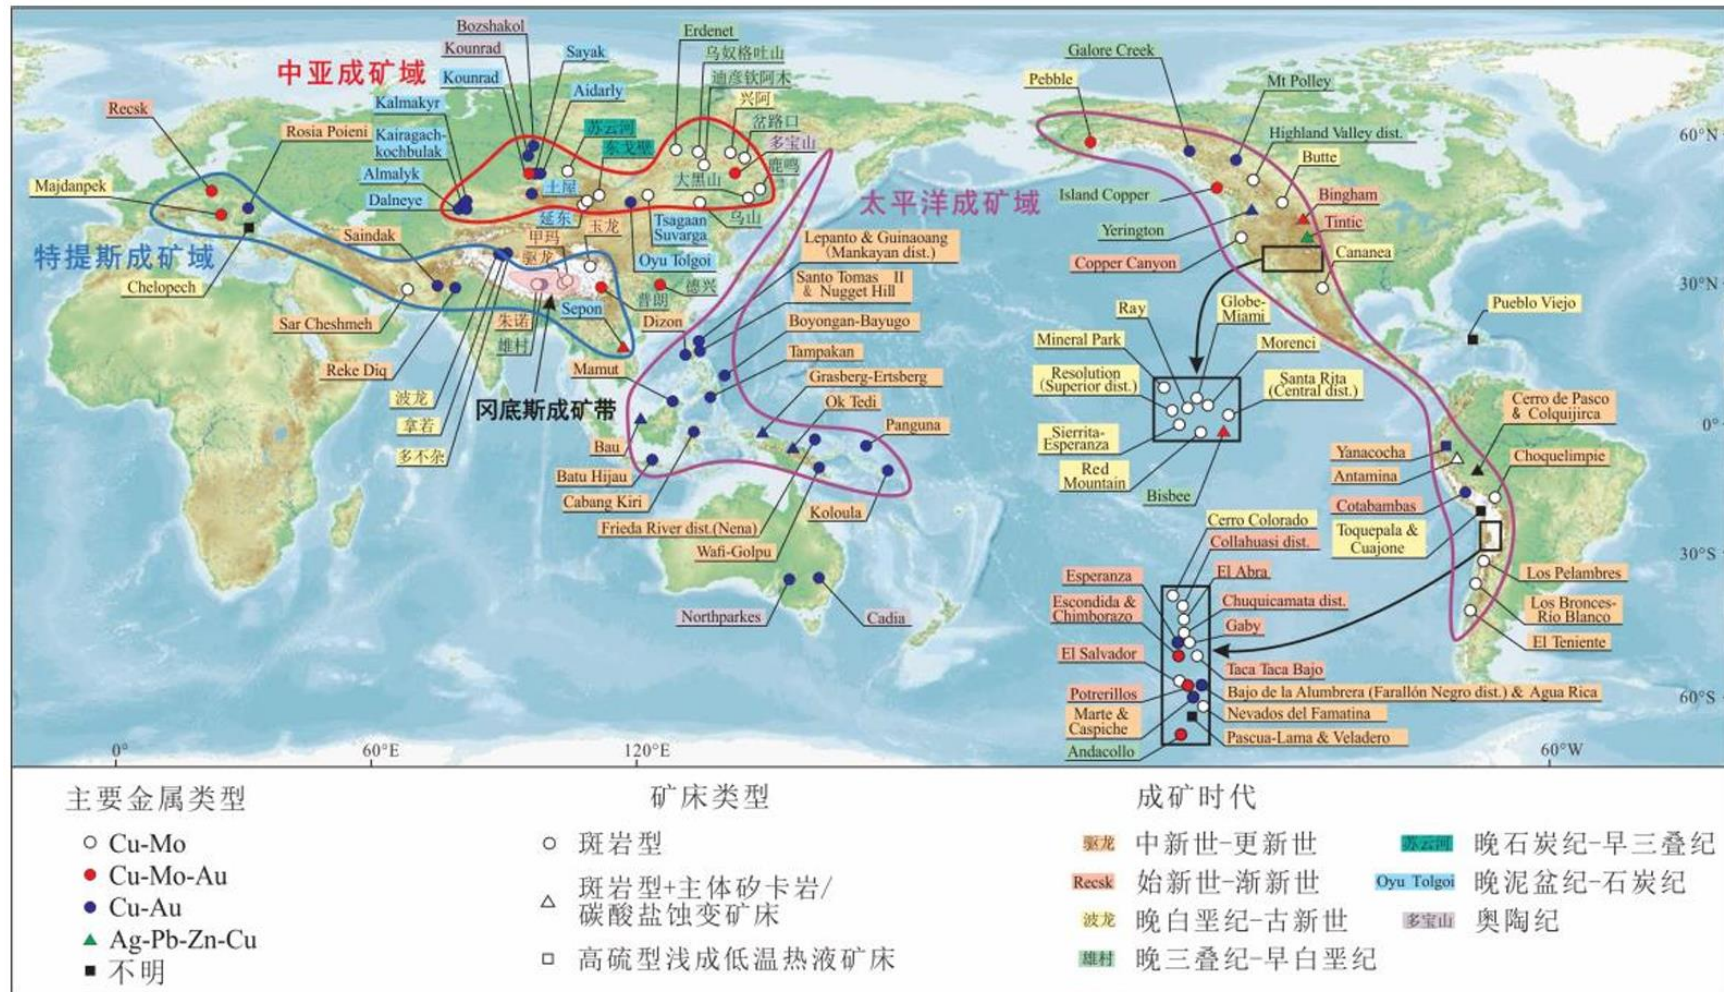 Bozshakol
Kounrad
Sayak
Erdenet
乌奴格吐山
迪彦钦阿木
兴阿
岔路口
多宝山
鹿鸣
中亚成矿域
Kounrad
Kalmakyr
Aidarly
苏云河
东戈壁
Recsk
Rosia Poieni
Kairagach-
kochbulak
Almalyk
Dalneye
Majdanpek
大黑山
土屋
延东
玉龙
Tsagaan
Suvarga
乌山
Oyu Tolgoi
特提斯成矿域
Chelopech
Saindak
甲玛
驱龙
Sar Cheshmeh
Reke Diq
波龙
拿若
多不杂
朱诺
雄村
Sepon
普朗
德兴
冈底斯成矿带
太平洋成矿域
Lepanto & Guinaoang
(Mankayan dist.)
Santo Tomas II
& Nugget Hill
Dizon
Boyongan-Bayugo
Tampakan
Mamut
Grasberg-Ertsberg
Ok Tedi
Panguna
Bau
Batu Hijau
Cabang Kiri
Koloula
Frieda River dist.(Nena)
Wafi-Golpu
Northparkes
Cadia
Galore Creek
Pebble
Mt Polley
Highland Valley dist.
Butte
Island Copper
Bingham
Tintic
Yerington
Copper Canyon
Cananea
Pueblo Viejo
Ray
Globe-
Miami
Mineral Park
Morenci
Resolution
(Superior dist.)
Santa Rita
(Central dist.)
Sierrita-
Esperanza
Red
Mountain
Bisbee
Cerro de Pasco
& Colquijirca
Yanacocha
Choquelimpie
Antamina
Cotabambas
Toquepala &
Cuajone
Cerro Colorado
Collahuasi dist.
Esperanza
El Abra
Escondida &
Chimborazo
Chuquicamata dist.
Gaby
El Salvador
Taca Taca Bajo
Potrerillos
Bajo de la Alumbrera (Farallón Negro dist.) & Agua Rica
Marte &
Caspiche
Nevados del Famatina
Andacollo
Pascua-Lama & Veladero
Los Pelambres
Los Bronces-
Rio Blanco
El Teniente
60°N
30°N
0°
30°S
60°S
0°
60°E
120°E
60°W
主要金属类型
Cu-Mo
Cu-Mo-Au
Cu-Au
Ag-Pb-Zn-Cu
不明
矿床类型
斑岩型
斑岩型+主体矽卡岩/
碳酸盐蚀变矿床
高硫型浅成低温热液矿床
成矿时代
驱龙 中新世-更新世
Recsk 始新世-渐新世
波龙 晚白垩纪-古新世
雄村 晚三叠纪-早白垩纪
苏云河 晚石炭纪-早三叠纪
Oyu Tolgoi 晚泥盆纪-石炭纪
多宝山 奥陶纪